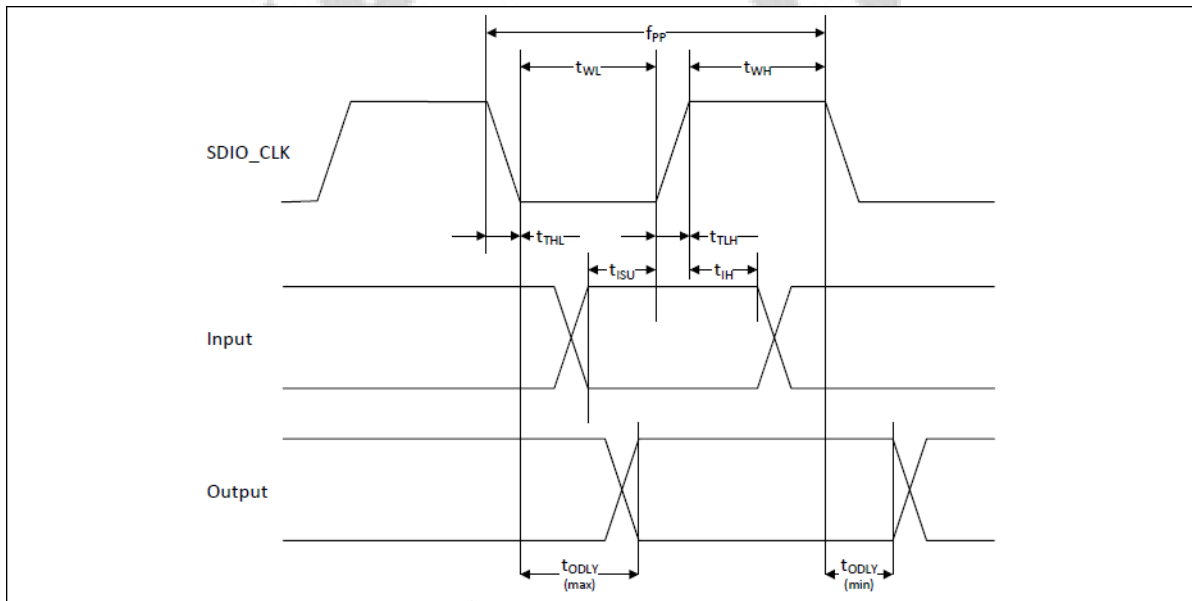 fPP
tWL
tWH
SDIO_CLK
tTHL
tTLH
tISU
tIH
Input
Output
tODLY
(max)
tODLY
(min)